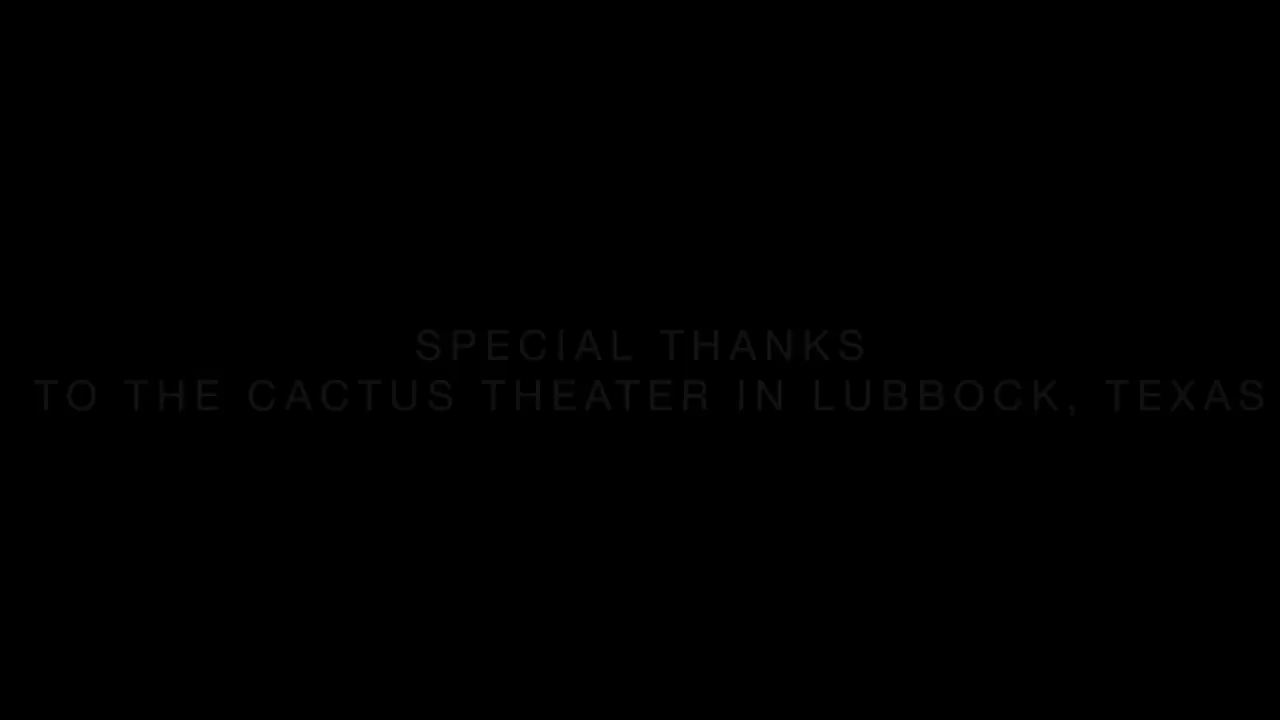 SPECIAL THANKS
TO THE CACTUS THEATER IN LUBBOCK, TEXAS